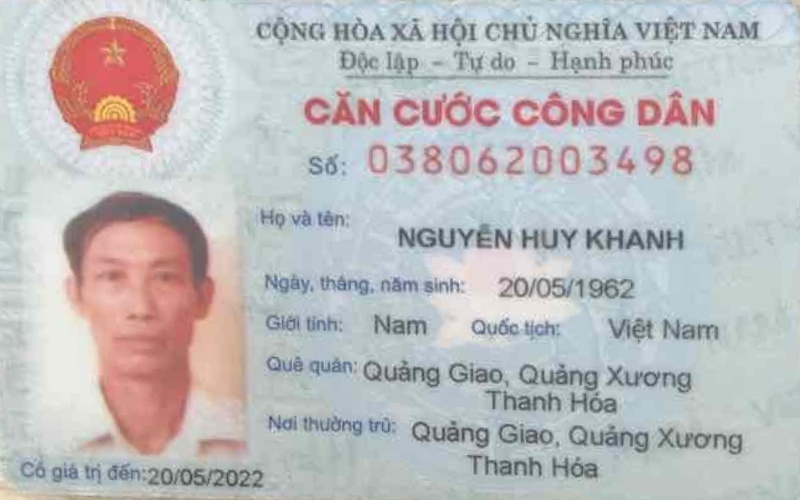 CỘNG HÒA XÃ HỘI CHỦ NGHĨA VIỆT NAM
Độc lập - Tự do - Hạnh phúc
CĂN CƯỚC CÔNG DÂN
Số: 038062003498
Họ và tên:
NGUYỄN HUY KHANH
Ngày, tháng, năm sinh: 20/05/1962
Giới tính: Nam Quốc tịch: Việt Nam
Quê quán: Quảng Giao, Quảng Xương
Thanh Hóa
Nơi thường trú: Quảng Giao, Quảng Xương
Thanh Hóa
Có giá trị đến: 20/05/2022